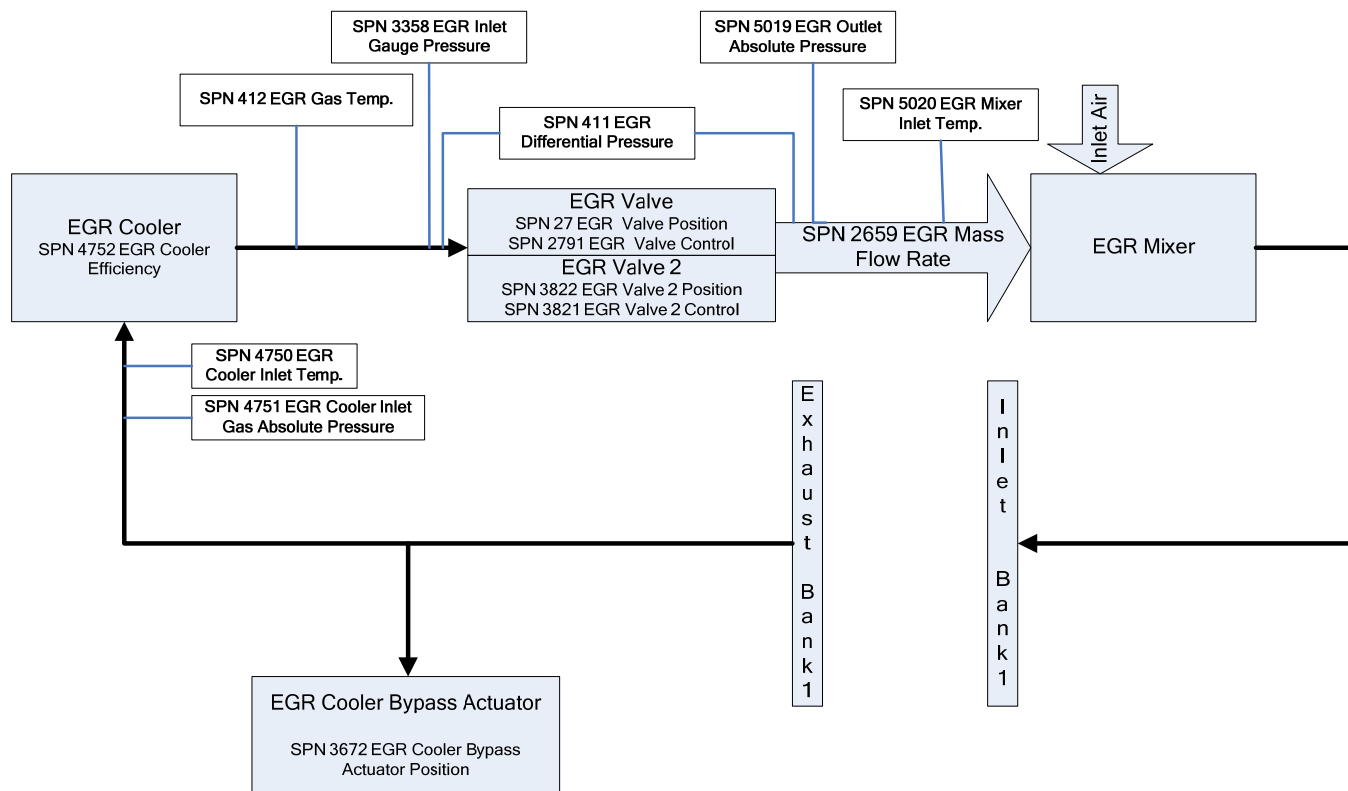 SPN 3358 EGR Inlet
Gauge Pressure
SPN 5019 EGR Outlet
Absolute Pressure
SPN 412 EGR Gas Temp.
SPN 411 EGR
Differential Pressure
SPN 5020 EGR Mixer
Inlet Temp.
Inlet Air
EGR Cooler
SPN 4752 EGR Cooler
Efficiency
EGR Valve
SPN 27 EGR Valve Position
SPN 2791 EGR Valve Control
EGR Valve 2
SPN 3822 EGR Valve 2 Position
SPN 3821 EGR Valve 2 Control
SPN 2659 EGR Mass
Flow Rate
EGR Mixer
SPN 4750 EGR
Cooler Inlet Temp.
SPN 4751 EGR Cooler Inlet
Gas Absolute Pressure
Exhaust Bank1
Inlet Bank1
EGR Cooler Bypass Actuator
SPN 3672 EGR Cooler Bypass
Actuator Position